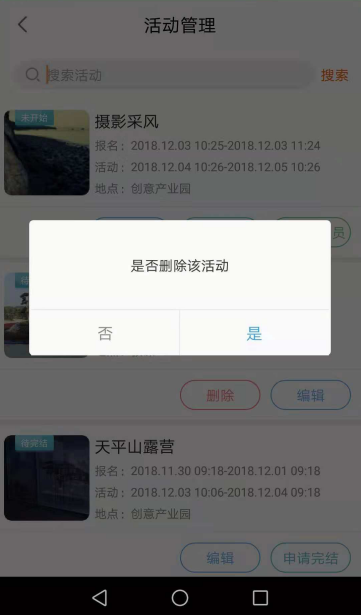 活动管理
搜索活动
搜索
未开始
摄影采风
报名：2018.12.03 10:25-2018.12.03 11:24
活动：2018.12.04 10:26-2018.12.05 10:26
地点：创意产业园
员
是否删除该活动
否
是
删除
编辑
待完结
天平山露营
报名：2018.11.30 09:18-2018.12.01 09:18
活动：2018.12.03 10:06-2018.12.04 09:18
地点：创意产业园
编辑
申请完结